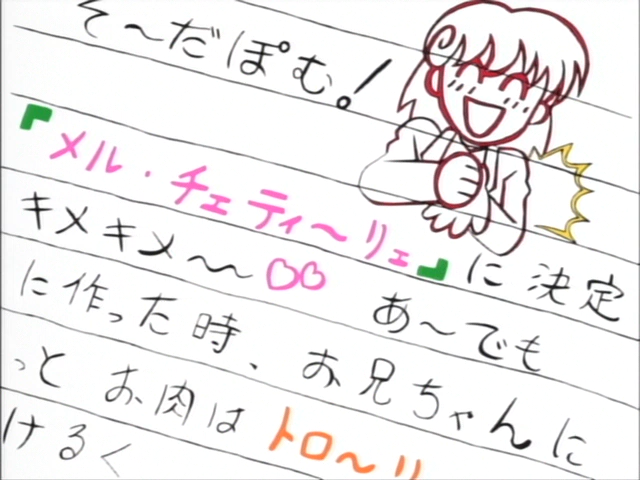 そ～だぽむ!
『メル・チェティ～リェ』に決定
キメキメ～～♡♡ あ～でも
に作った時、お兄ちゃんに
っと お肉はトロ～リ
けるく